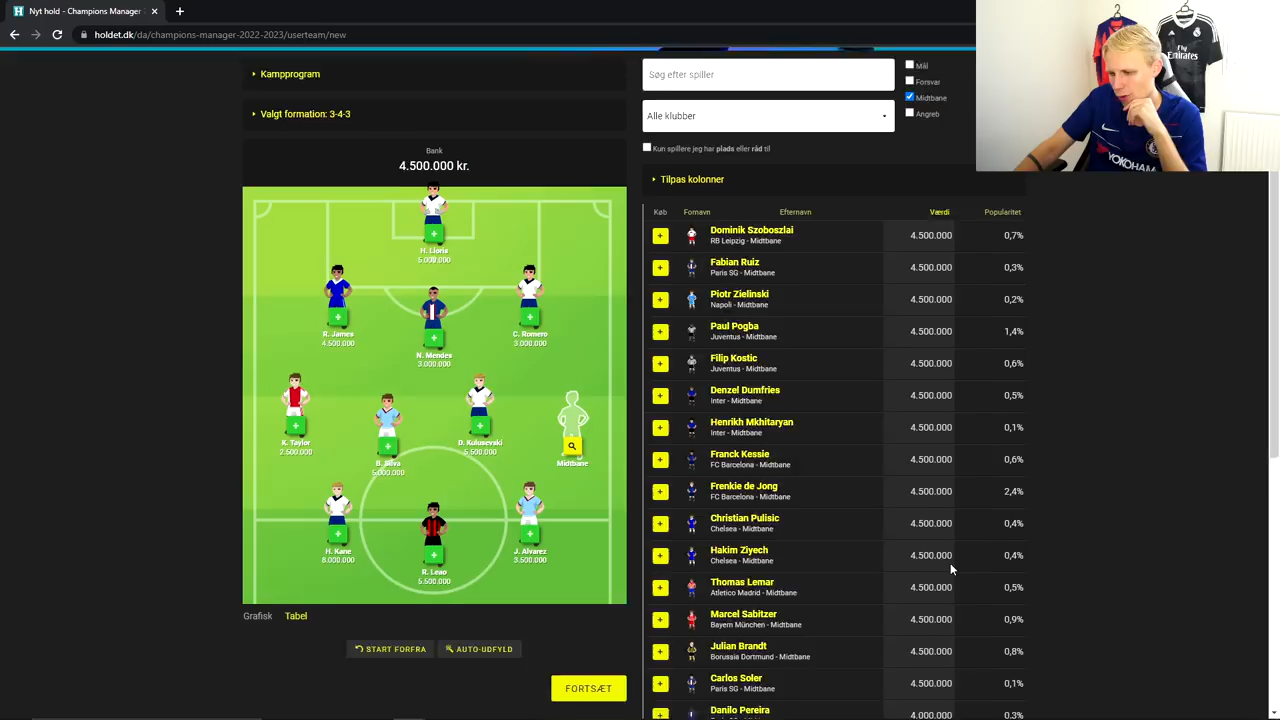 Nyt hold - Champions Manager
holdet.dk/da/champions-manager-2022-2023/userteam/new
Kampprogram
Valgt formation: 3-4-3
Bank
4.500.000 kr.
H. Lloris
5.000.000
R. James
4.500.000
N. Mendes
3.000.000
C. Romero
3.000.000
K. Taylor
2.500.000
B. Silva
5.000.000
D. Kulusevski
5.500.000
Midtbane
H. Kane
8.000.000
R. Leao
5.500.000
J. Alvarez
3.500.000
Grafisk Tabel
START FORFRA
AUTO-UDFYLD
FORTSÆT
Søg efter spiller
Alle klubber
Mål
Forsvar
Midtbane
Angreb
Kun spillere jeg har plads eller råd til
Tilpas kolonner
Køb Fornavn Efternavn Værdi Popularitet
Dominik Szoboszlai 4.500.000 0,7%
RB Leipzig - Midtbane
Fabian Ruiz 4.500.000 0,3%
Paris SG - Midtbane
Piotr Zielinski 4.500.000 0,2%
Napoli - Midtbane
Paul Pogba 4.500.000 1,4%
Juventus - Midtbane
Filip Kostic 4.500.000 0,6%
Juventus - Midtbane
Denzel Dumfries 4.500.000 0,5%
Inter - Midtbane
Henrikh Mkhitaryan 4.500.000 0,1%
Inter - Midtbane
Franck Kessie 4.500.000 0,6%
FC Barcelona - Midtbane
Frenkie de Jong 4.500.000 2,4%
FC Barcelona - Midtbane
Christian Pulisic 4.500.000 0,4%
Chelsea - Midtbane
Hakim Ziyech 4.500.000 0,4%
Chelsea - Midtbane
Thomas Lemar 4.500.000 0,5%
Atletico Madrid - Midtbane
Marcel Sabitzer 4.500.000 0,9%
Bayern München - Midtbane
Julian Brandt 4.500.000 0,8%
Borussia Dortmund - Midtbane
Carlos Soler 4.500.000 0,1%
Paris SG - Midtbane
Danilo Pereira 4.000.000 0,3%
Fly
Emirates
YOKOHAMA